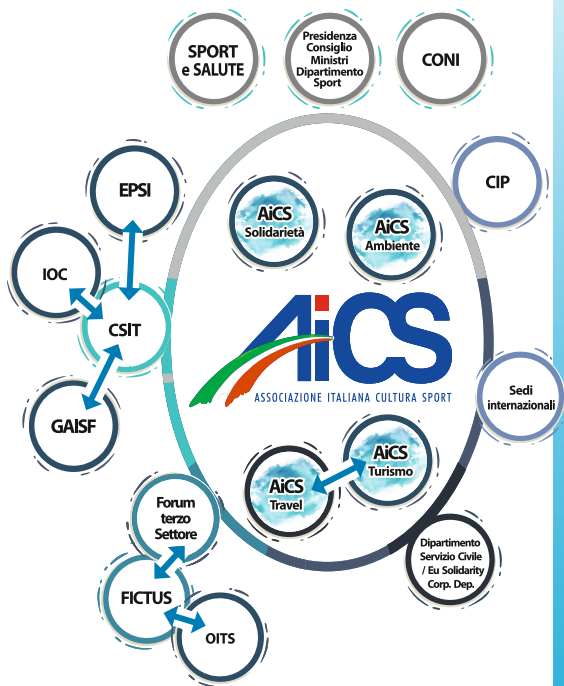 SPORT
e SALUTE
Presidenza
Consiglio
Ministri
Dipartimento
Sport
CONI
EPSI
CIP
AiCS
Solidarietà
AiCS
Ambiente
IOC
CSIT
AiCS
ASSOCIAZIONE ITALIANA CULTURA SPORT
Sedi
internazionali
GAISF
AiCS
Turismo
AiCS
Travel
Forum
terzo
Settore
Dipartimento
Servizio Civile
/ Eu Solidarity
Corp. Dep.
FICTUS
OITS